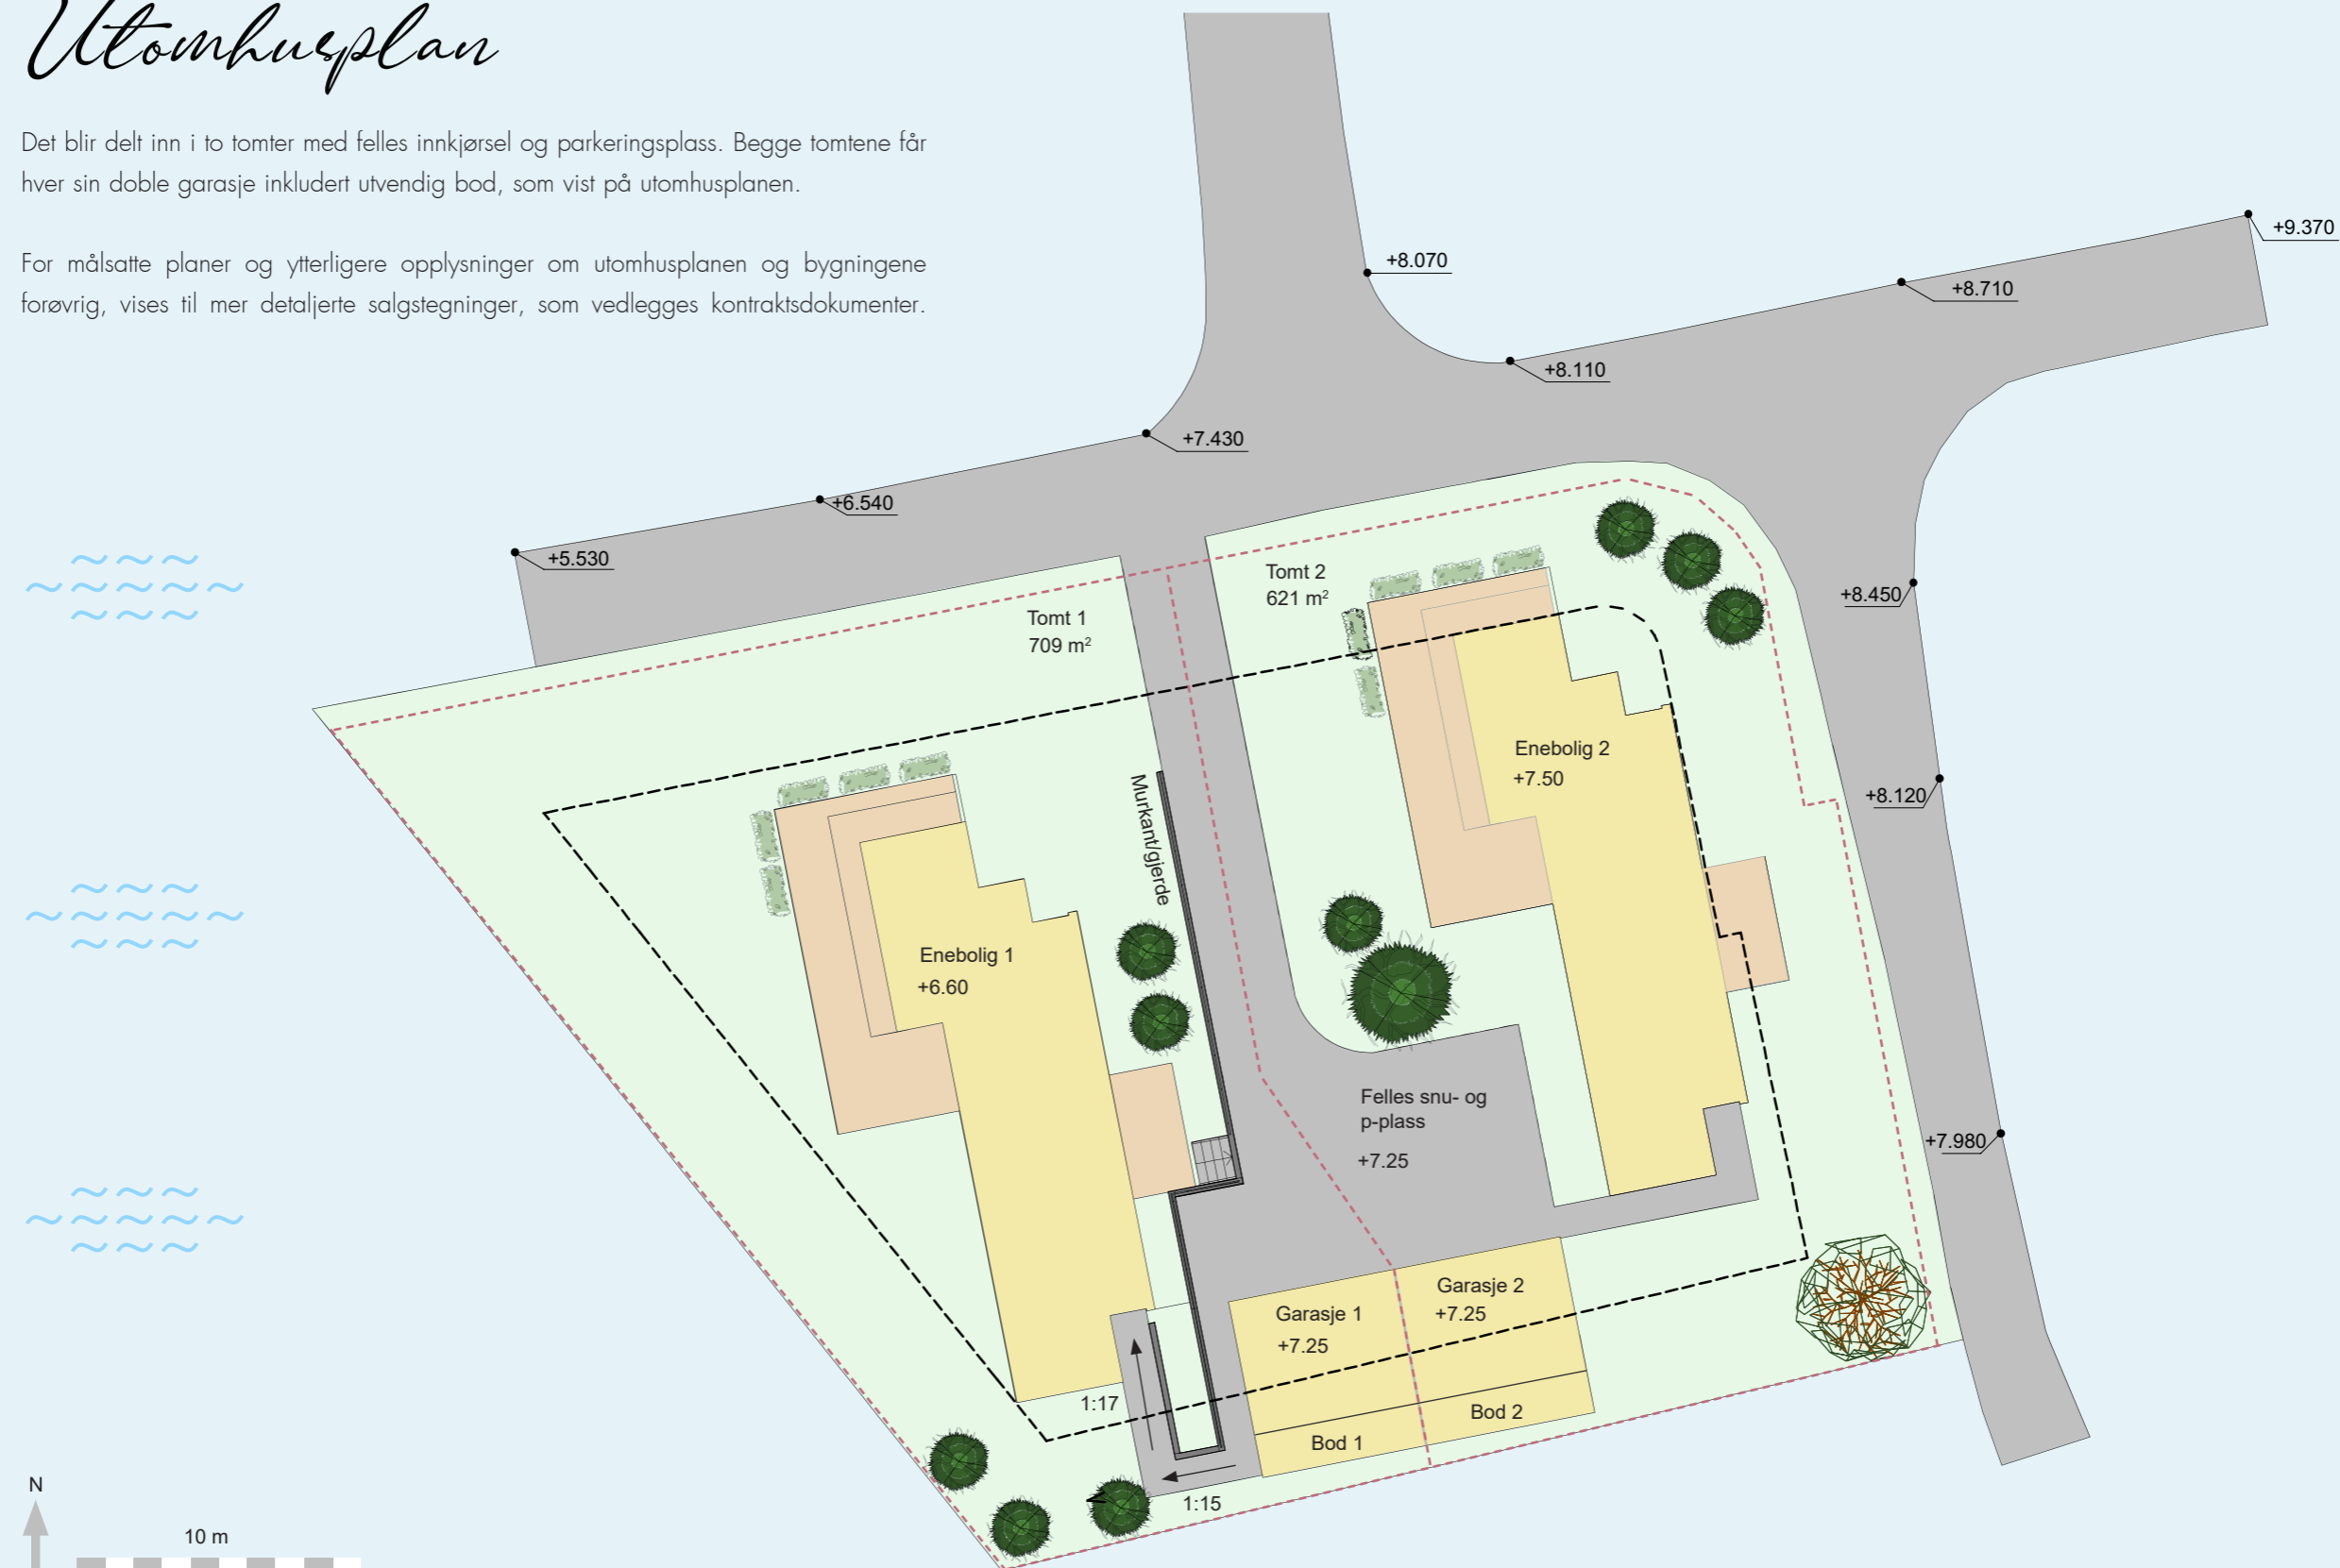 Utomhusplan
Det blir delt inn i to tomter med felles innkjørsel og parkeringsplass. Begge tomtene får
hver sin doble garasje inkludert utvendig bod, som vist på utomhusplanen.
For målsatte planer og ytterligere opplysninger om utomhusplanen og bygningene
forøvrig, vises til mer detaljerte salgstegninger, som vedlegges kontraktsdokumenter.
+9.370
+8.070
+8.710
+8.110
+7.430
+6.540
+5.530
Tomt 2
621 m²
+8.450
Tomt 1
709 m²
Enebolig 2
+7.50
Murkant/gjerde
+8.120
Enebolig 1
+6.60
Felles snu- og
p-plass
+7.25
+7.980
Garasje 2
+7.25
Garasje 1
+7.25
1:17
Bod 2
Bod 1
1:15
N
10 m